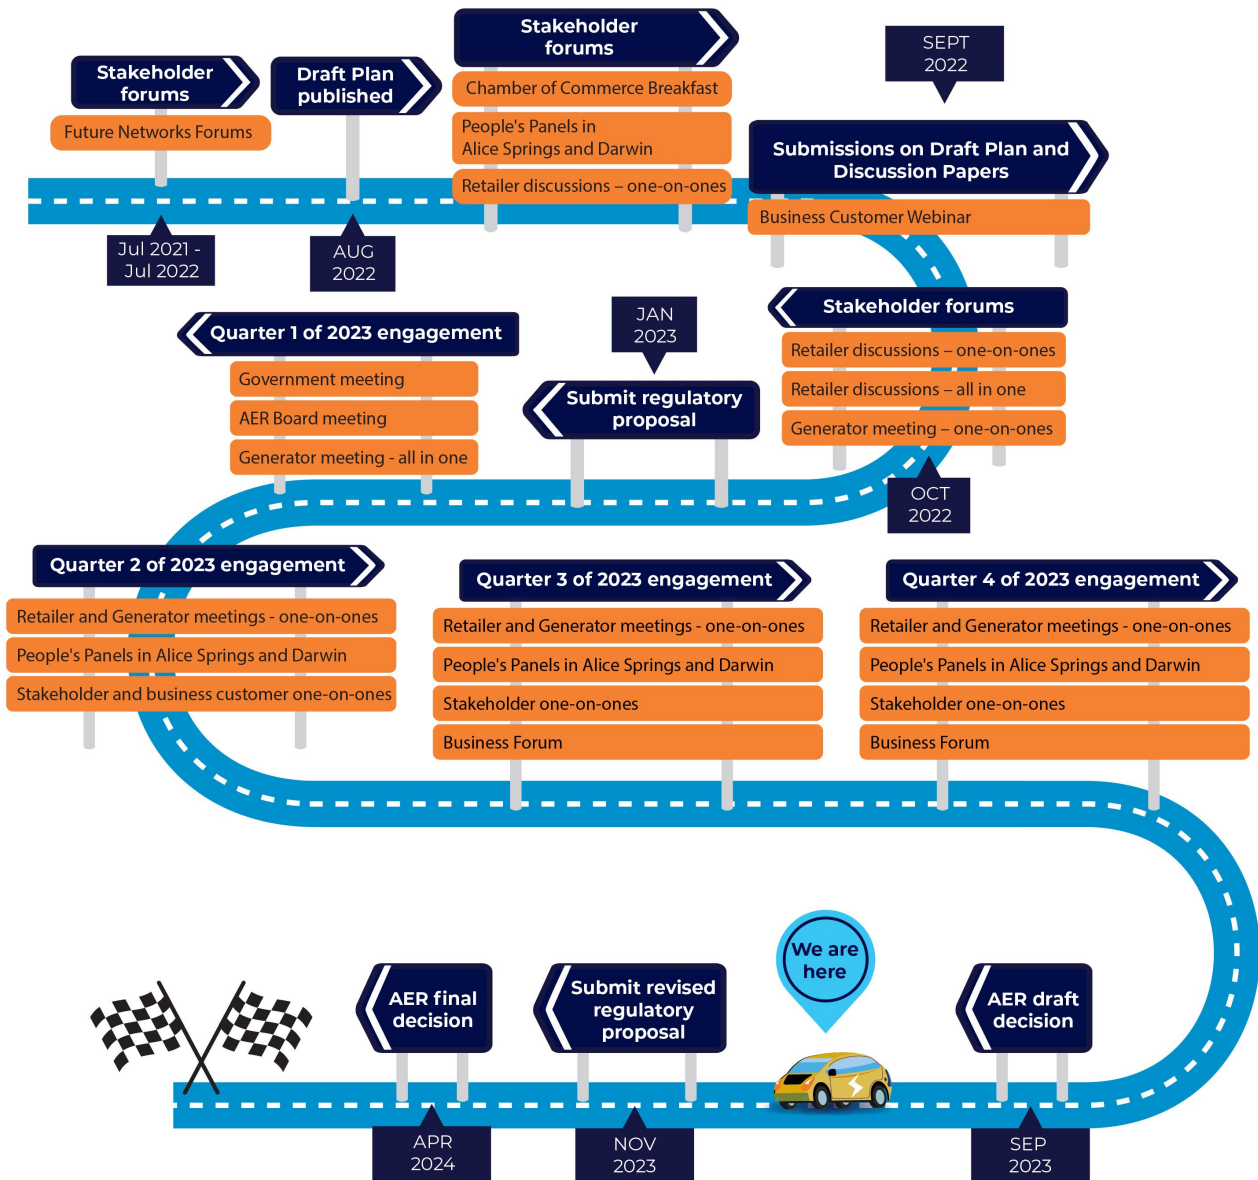 Stakeholder
forums
Future Networks Forums
Jul 2021 -
Jul 2022
Draft Plan
published
AUG
2022
Stakeholder
forums
Chamber of Commerce Breakfast
People's Panels in
Alice Springs and Darwin
Retailer discussions – one-on-ones
SEPT
2022
Submissions on Draft Plan and
Discussion Papers
Business Customer Webinar
Stakeholder forums
Retailer discussions – one-on-ones
Retailer discussions – all in one
Generator meeting – one-on-ones
OCT
2022
JAN
2023
Submit regulatory
proposal
Quarter 1 of 2023 engagement
Government meeting
AER Board meeting
Generator meeting - all in one
Quarter 2 of 2023 engagement
Retailer and Generator meetings - one-on-ones
People's Panels in Alice Springs and Darwin
Stakeholder and business customer one-on-ones
Quarter 3 of 2023 engagement
Retailer and Generator meetings - one-on-ones
People's Panels in Alice Springs and Darwin
Stakeholder one-on-ones
Business Forum
Quarter 4 of 2023 engagement
Retailer and Generator meetings - one-on-ones
People's Panels in Alice Springs and Darwin
Stakeholder one-on-ones
Business Forum
AER draft
decision
SEP
2023
We are
here
Submit revised
regulatory
proposal
NOV
2023
AER final
decision
APR
2024